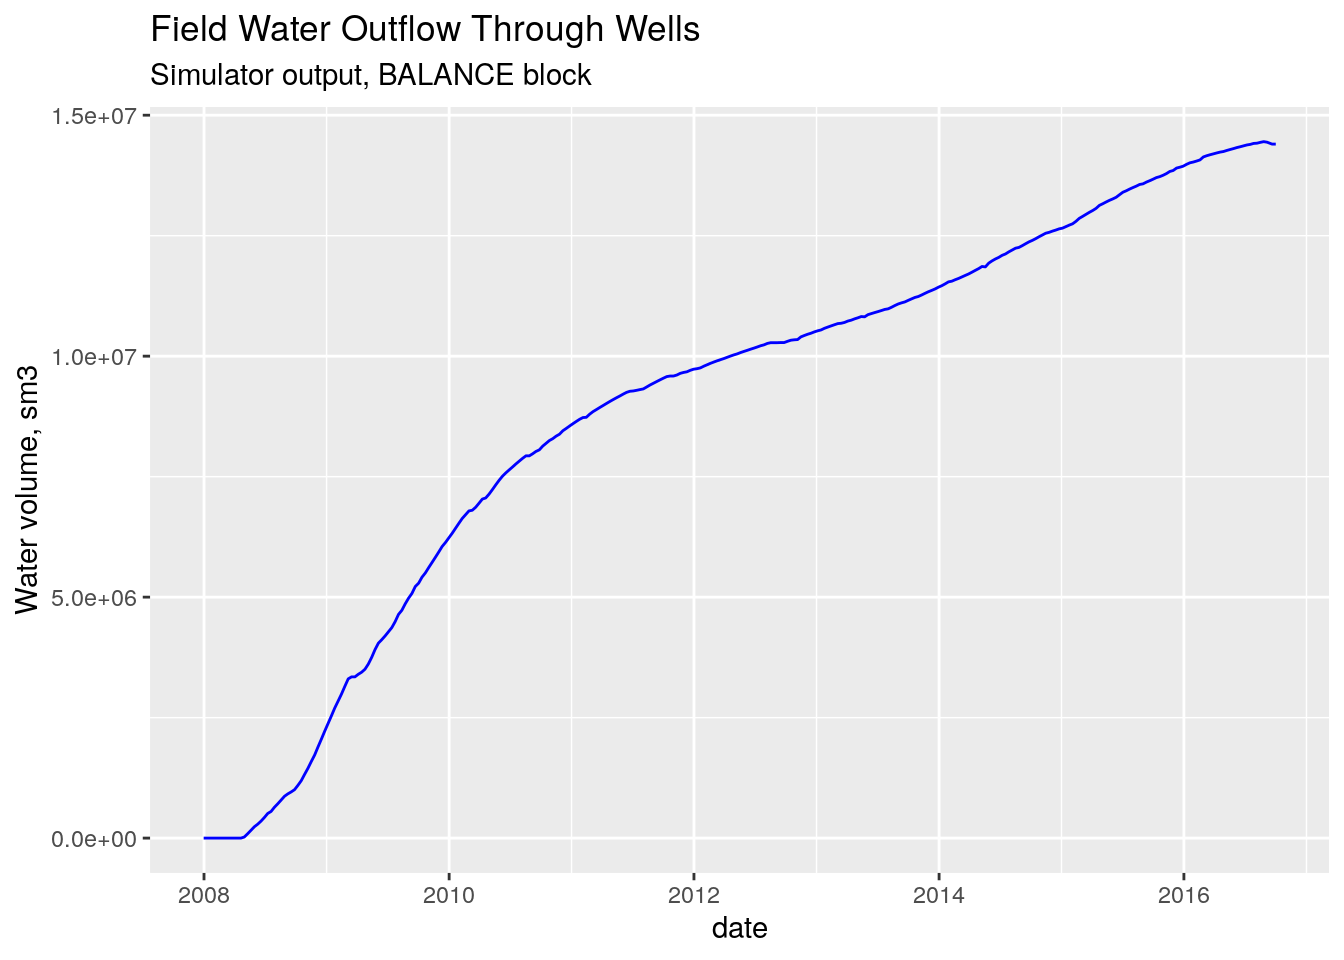 Field Water Outflow Through Wells
Simulator output, BALANCE block
Water volume, sm3
1.5e+07
1.0e+07
5.0e+06
0.0e+00
2008 2010 2012 2014 2016
date